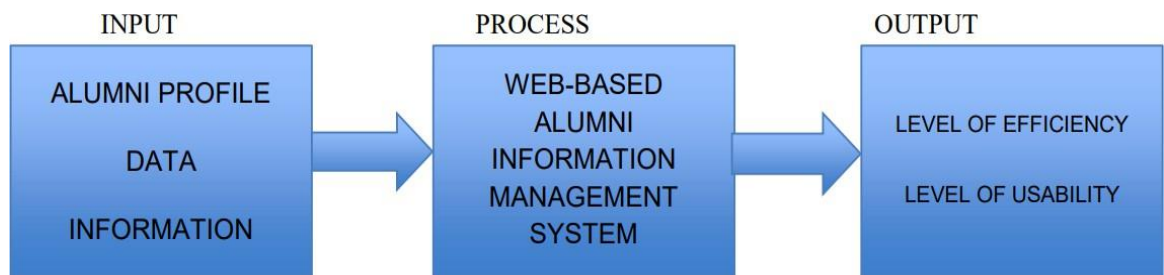 INPUT
ALUMNI PROFILE
DATA
INFORMATION
PROCESS
WEB-BASED
ALUMNI
INFORMATION
MANAGEMENT
SYSTEM
OUTPUT
LEVEL OF EFFICIENCY
LEVEL OF USABILITY